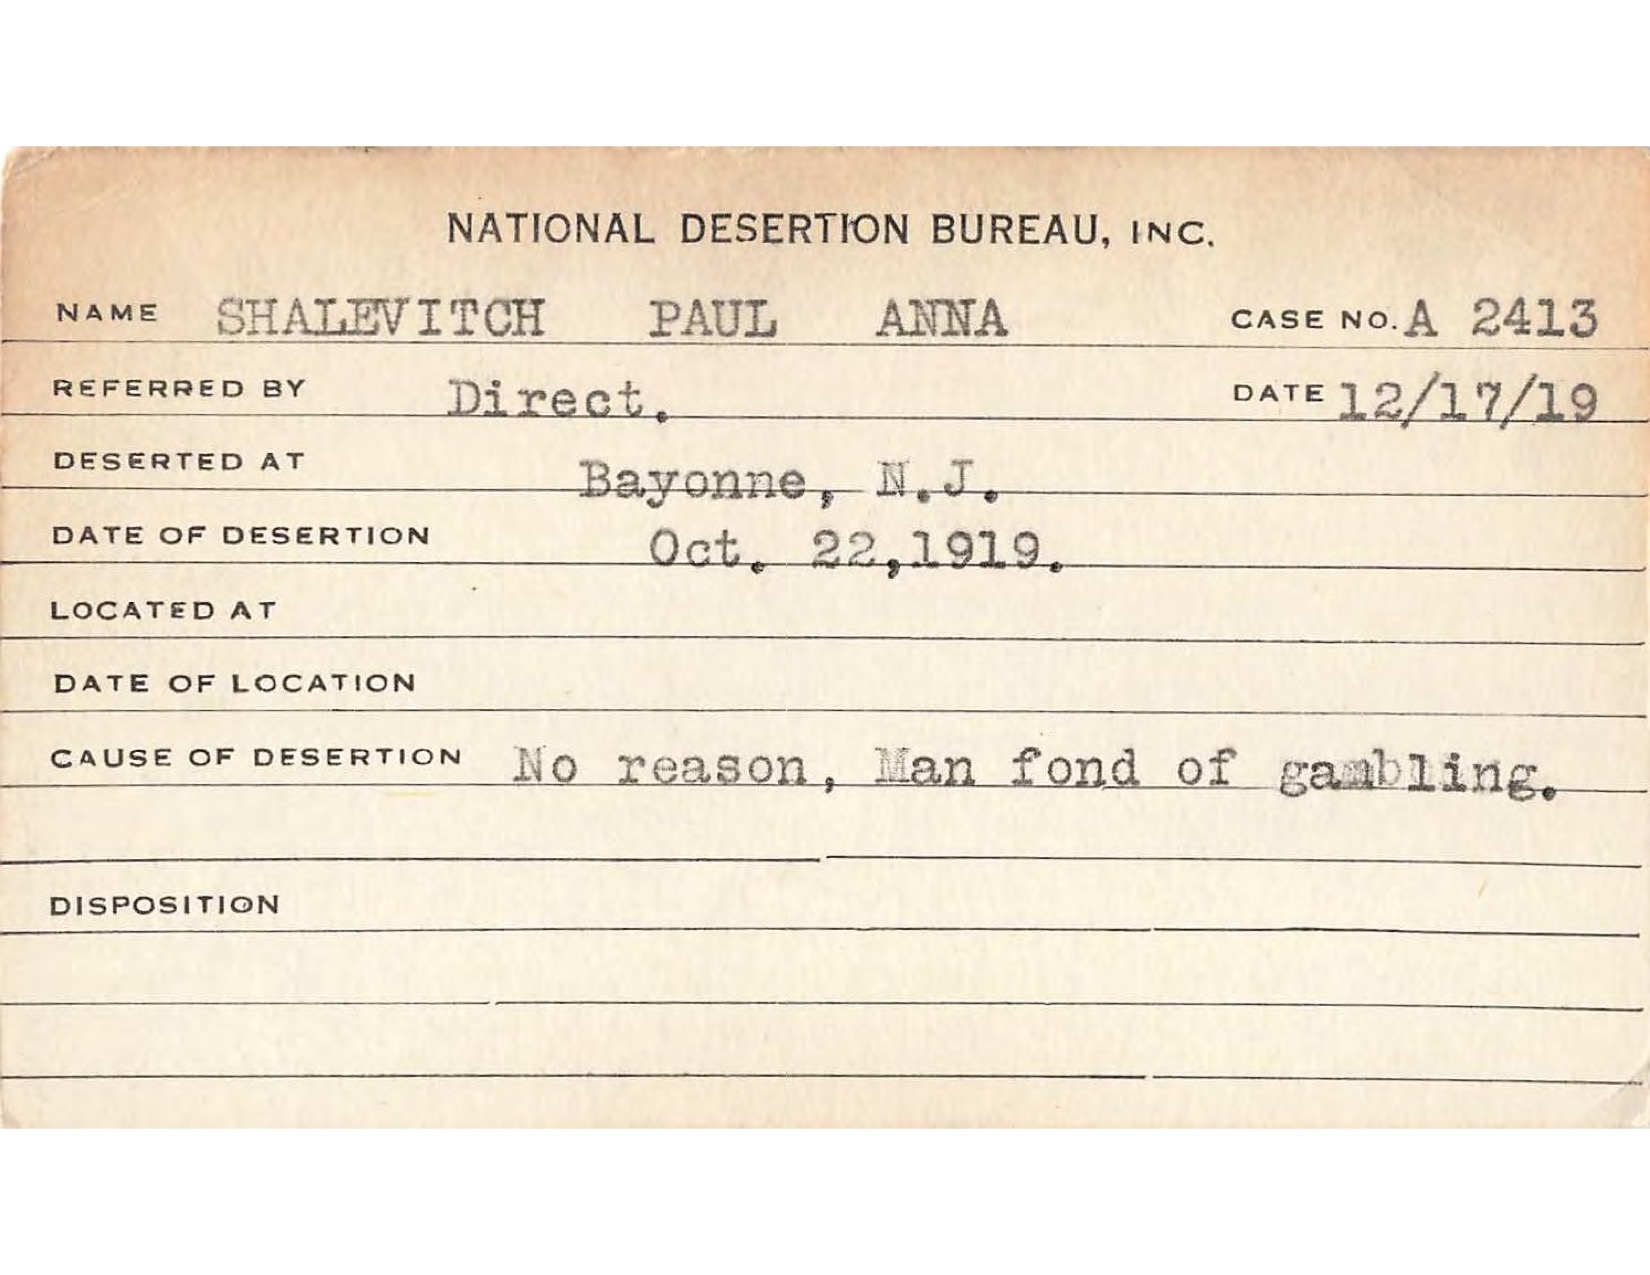 NATIONAL DESERTION BUREAU, INC.
NAME SHALEVITCH PAUL ANNA CASE NO. A 2413
REFERRED BY Direct. DATE 12/17/19
DESERTED AT Bayonne, N.J.
DATE OF DESERTION Oct. 22,1919.
LOCATED AT
DATE OF LOCATION
CAUSE OF DESERTION No reason, Man fond of gambling.
DISPOSITION